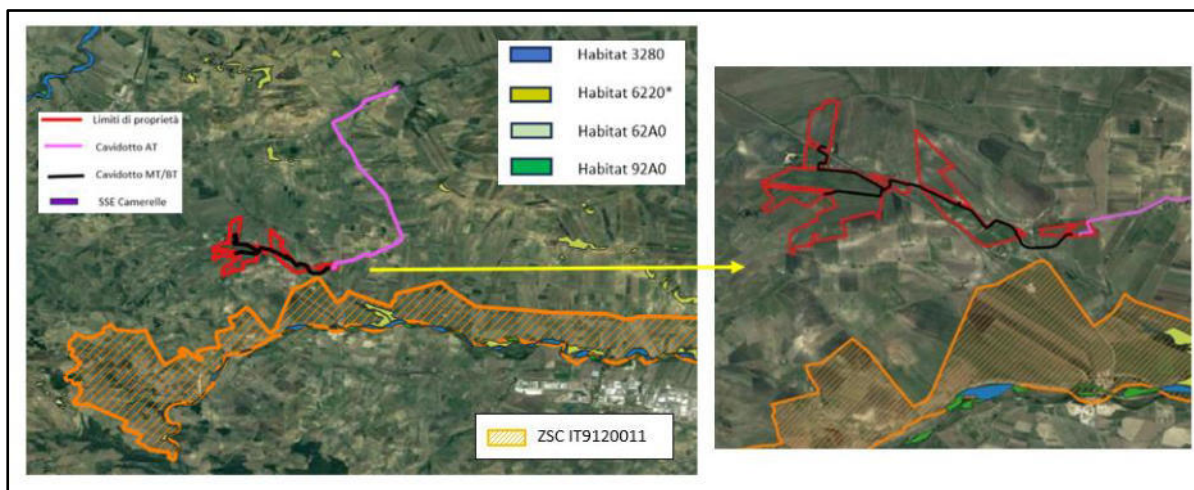 Limiti di proprietà
Cavidotto AT
Cavidotto MT/BT
SSE Camerelle
Habitat 3280
Habitat 6220*
Habitat 62A0
Habitat 92A0
ZSC IT9120011